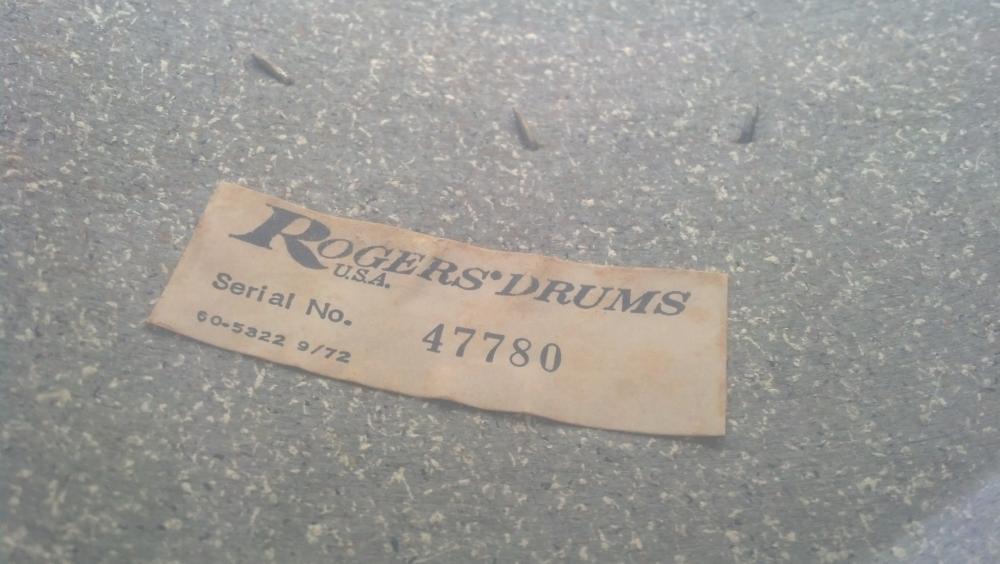 ROGERS•DRUMS
U.S.A.
Serial No. 47780
60-5322 9/72